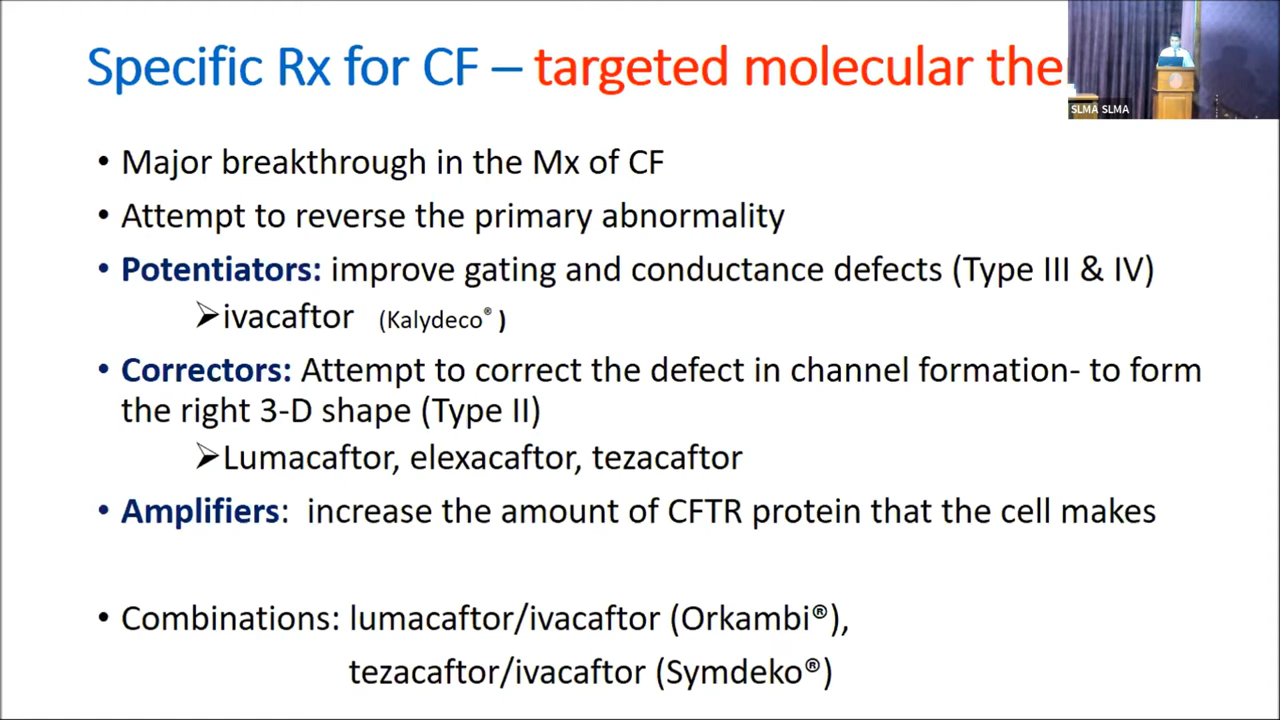 Specific Rx for CF – targeted molecular the
SLMA SLMA
• Major breakthrough in the Mx of CF
• Attempt to reverse the primary abnormality
• Potentiators: improve gating and conductance defects (Type III & IV)
➢ivacaftor (Kalydeco®)
• Correctors: Attempt to correct the defect in channel formation- to form
the right 3-D shape (Type II)
➢Lumacaftor, elexacaftor, tezacaftor
• Amplifiers: increase the amount of CFTR protein that the cell makes
• Combinations: lumacaftor/ivacaftor (Orkambi®),
tezacaftor/ivacaftor (Symdeko®)